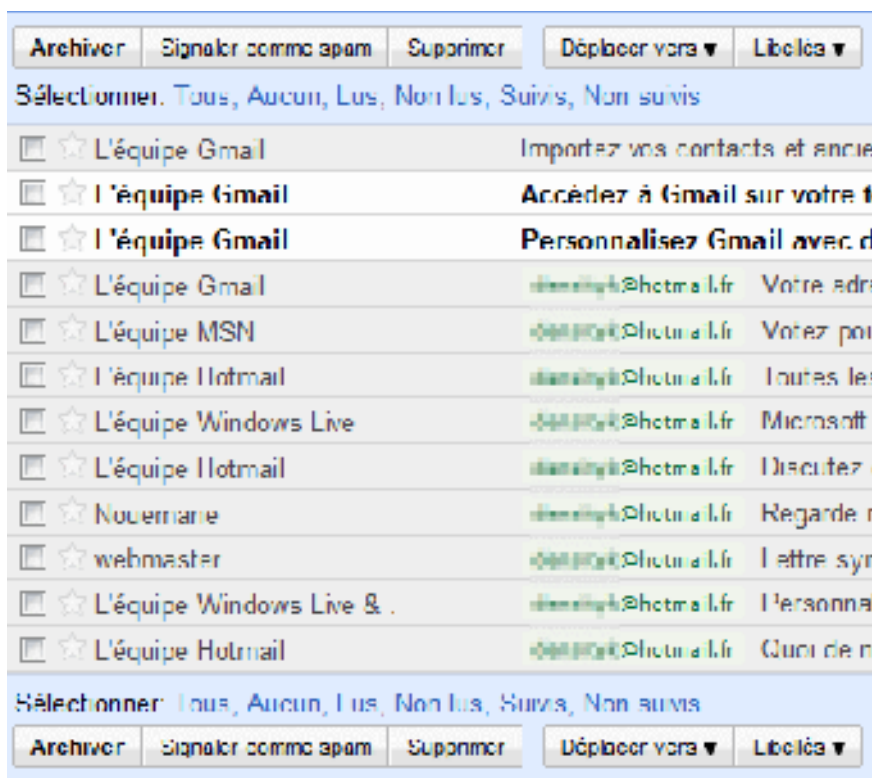 Archiver Signaler comme spam Supprimer Déplacer vers ▼ Libellés ▼
Sélectionner: Tous, Aucun, Lus, Non lus, Suivis, Non suivis
L'équipe Gmail Importez vos contacts et ancie
L'équipe Gmail Accédez à Gmail sur votre t
L'équipe Gmail Personnalisez Gmail avec d
L'équipe Gmail @hotmail.fr Votre adre
L'équipe MSN @hotmail.fr Votez pou
L'équipe Hotmail @hotmail.fr Toutes les
L'équipe Windows Live @hotmail.fr Microsoft
L'équipe Hotmail @hotmail.fr Discutez
@hotmail.fr Regarde
webmaster @hotmail.fr Lettre syn
L'équipe Windows Live & . @hotmail.fr Personnal
L'équipe Hotmail @hotmail.fr Quoi de n
Sélectionner: Tous, Aucun, Lus, Non lus, Suivis, Non suivis
Archiver Signaler comme spam Supprimer Déplacer vers ▼ Libellés ▼